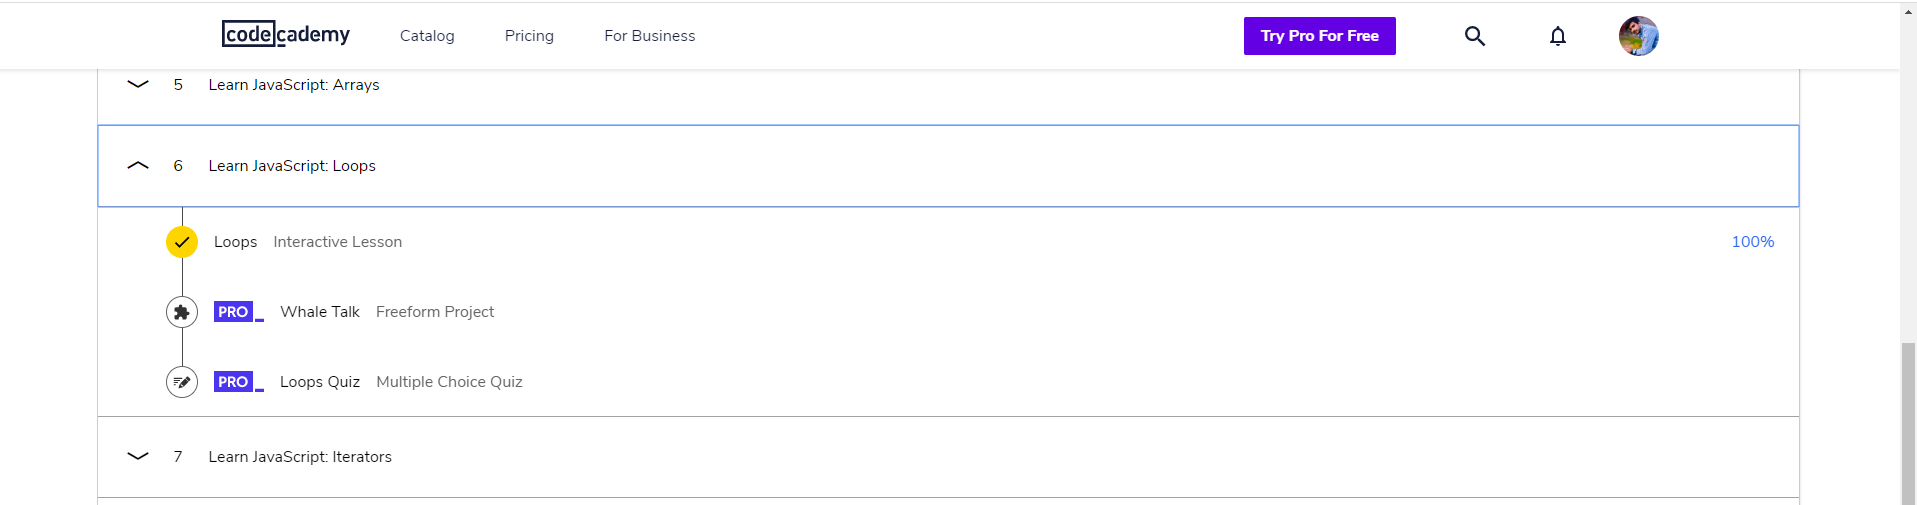 codecademy Catalog Pricing For Business Try Pro For Free
5 Learn JavaScript: Arrays
6 Learn JavaScript: Loops
Loops Interactive Lesson 100%
PRO Whale Talk Freeform Project
PRO Loops Quiz Multiple Choice Quiz
7 Learn JavaScript: Iterators